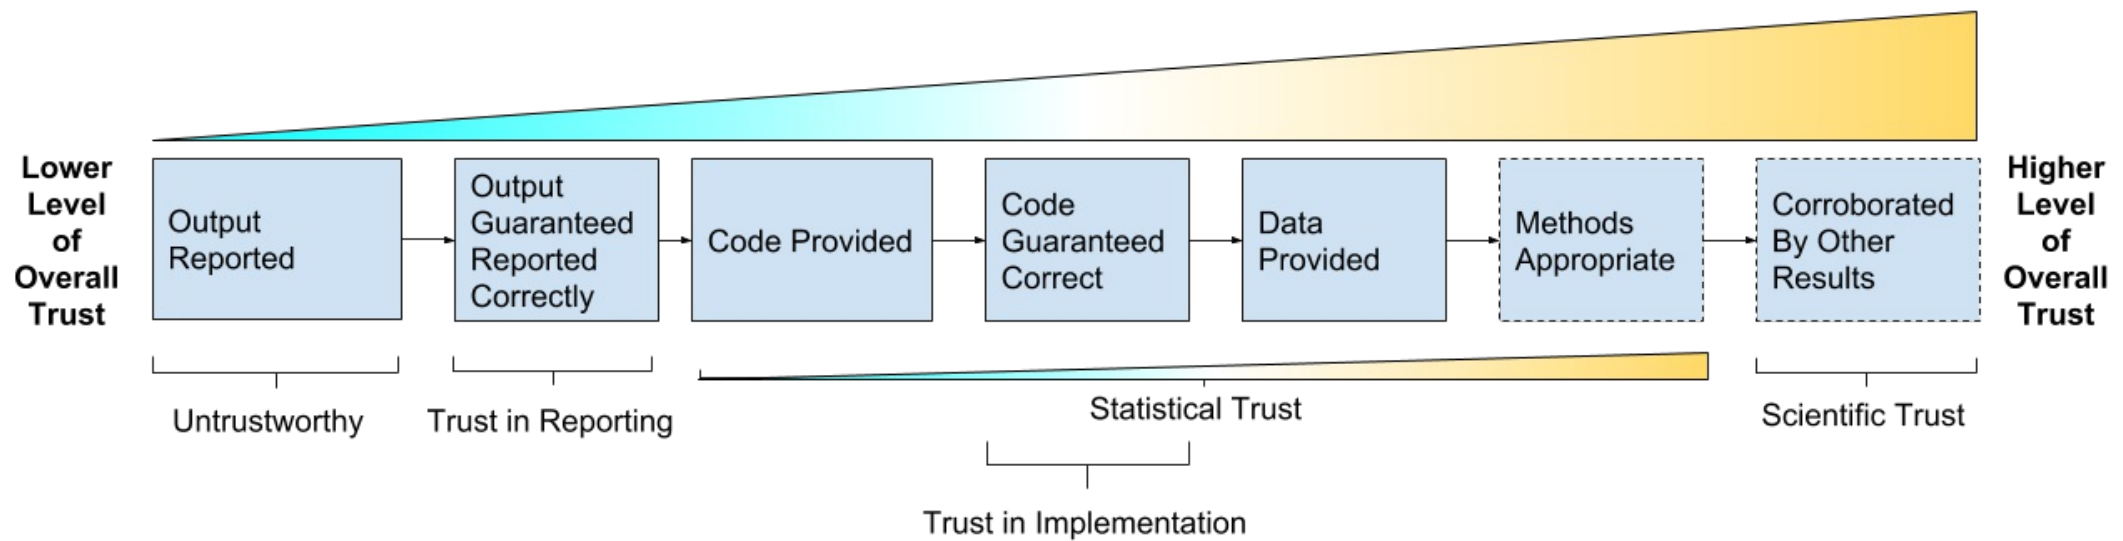 Lower
Level
of
Overall
Trust
Output
Reported
Output
Guaranteed
Reported
Correctly
Code Provided
Code
Guaranteed
Correct
Data
Provided
Methods
Appropriate
Corroborated
By Other
Results
Higher
Level
of
Overall
Trust
Untrustworthy
Trust in Reporting
Statistical Trust
Scientific Trust
Trust in Implementation